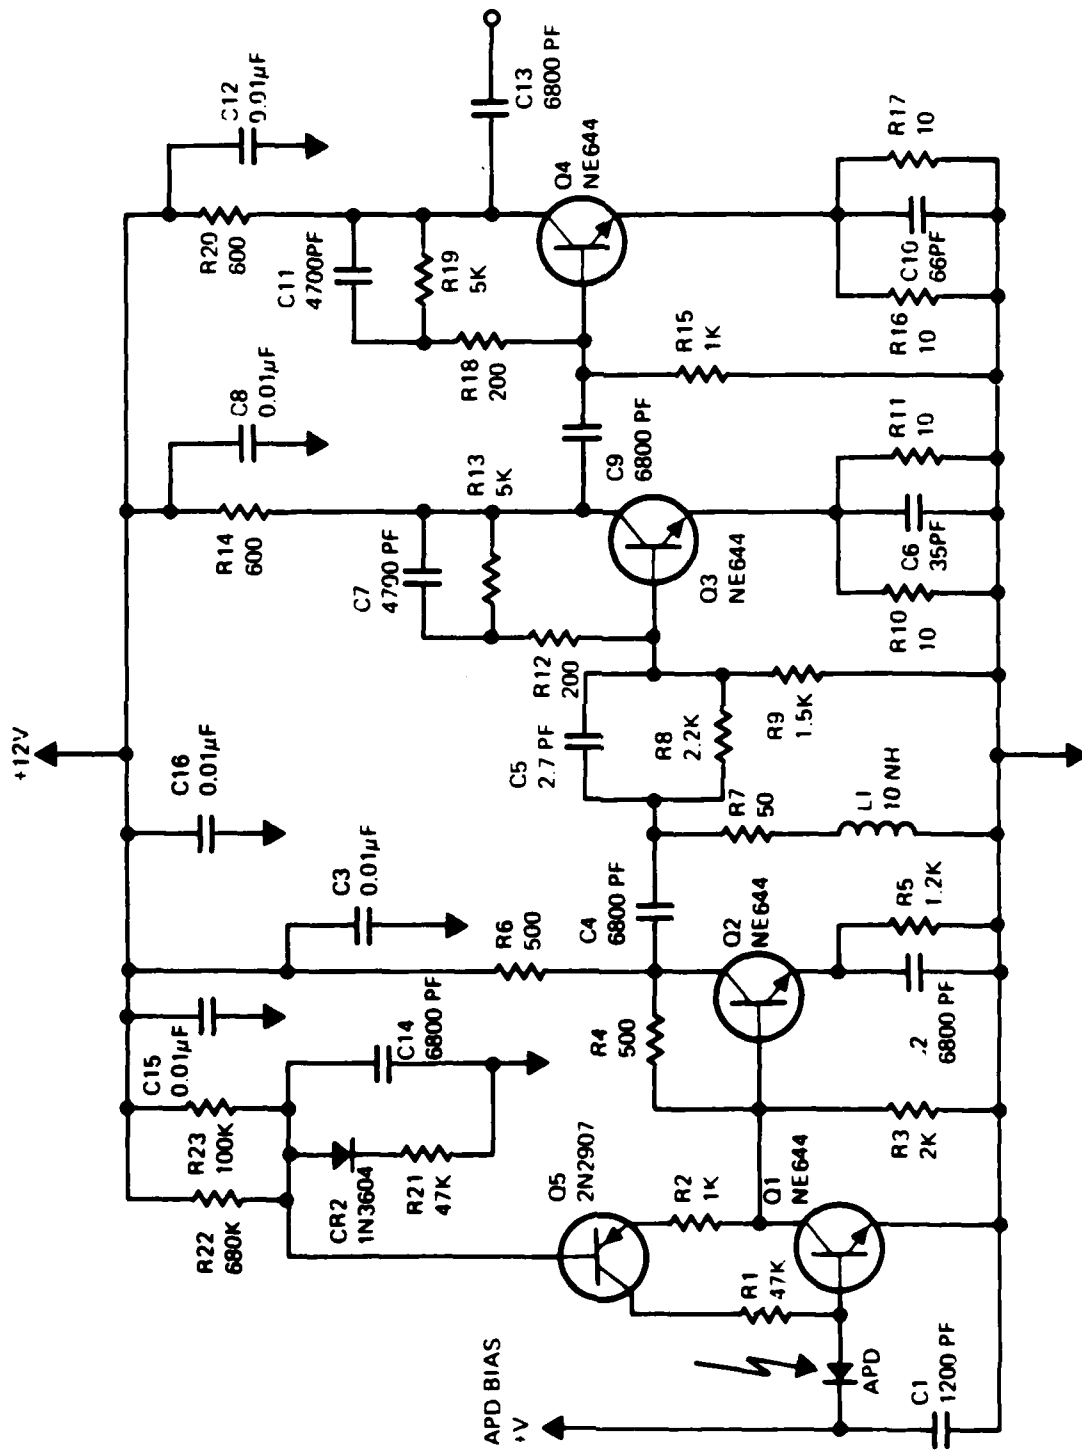 +12V
C12
0.01µF
R20
600
C11
4700PF
R19
5K
R18
200
C13
6800 PF
Q4
NE644
R15
1K
R17
10
C10
66PF
R16
10
C8
0.01µF
R14
600
C7
4700 PF
R13
5K
R12
200
C9
6800 PF
Q3
NE644
R11
10
C6
35PF
R10
10
C16
0.01µF
C5
2.7 PF
R8
2.2K
R9
1.5K
R7
50
L1
10 NH
C3
0.01µF
R6
500
C4
6800 PF
Q2
NE644
R5
1.2K
2
6800 PF
R4
500
R3
2K
C15
0.01µF
C14
6800 PF
R23
100K
R22
680K
CR2
1N3604
R21
47K
Q5
2N2907
R2
1K
Q1
NE644
R1
47K
APD BIAS
+V
APD
C1
1200 PF